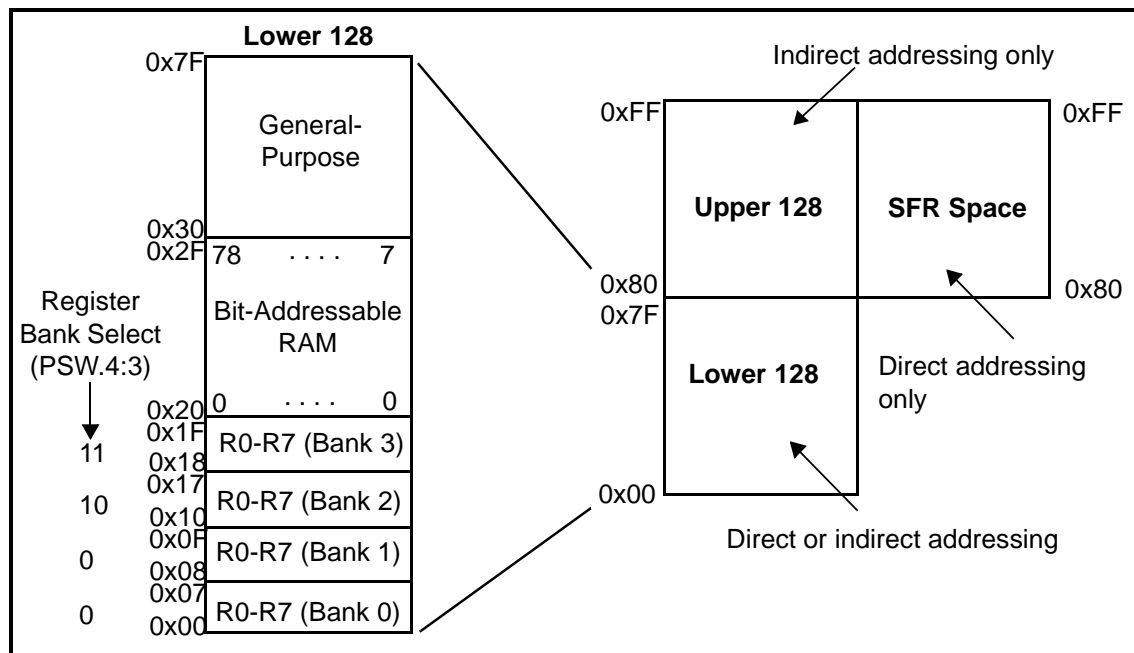 Lower 128
0x7F
General-
Purpose
0x30
0x2F
78 . . . . 7
Bit-Addressable
RAM
0x20
0 . . . . 0
Register
Bank Select
(PSW.4:3)
0x1F
11
R0-R7 (Bank 3)
0x18
0x17
10
R0-R7 (Bank 2)
0x10
0x0F
0
R0-R7 (Bank 1)
0x08
0x07
0
R0-R7 (Bank 0)
0x00
Indirect addressing only
0xFF
0xFF
Upper 128
SFR Space
0x80
0x80
0x7F
Lower 128
Direct addressing
only
0x00
Direct or indirect addressing